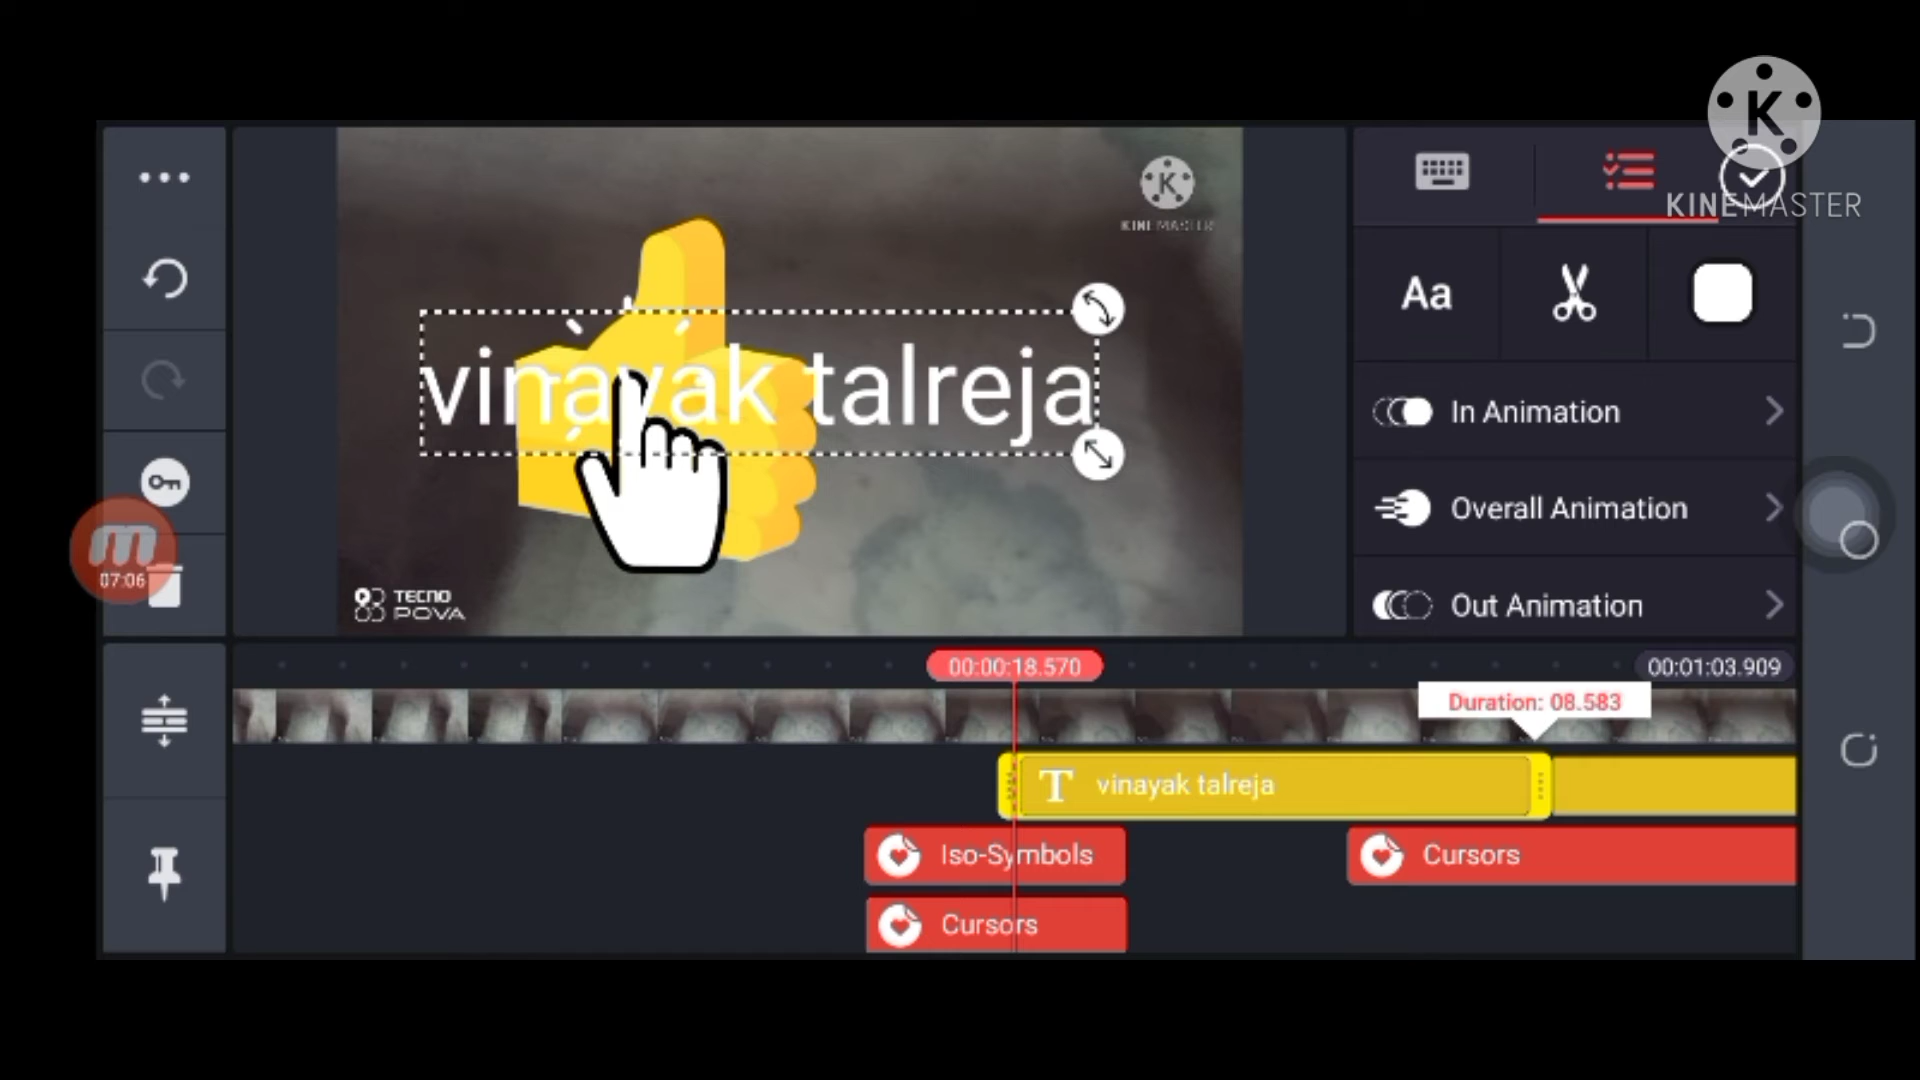 K
KINEMASTER
K
KINEMASTER
vinayak talreja
TECNO
POVA
Aa
In Animation
Overall Animation
Out Animation
m
07:06
00:00:18.570
00:01:03.909
Duration: 08.583
T vinayak talreja
Iso-Symbols
Cursors
Cursors